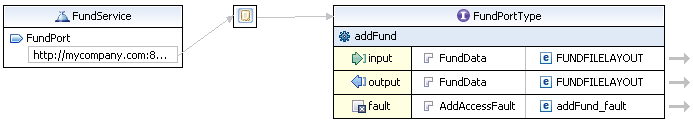 FundService
FundPort
http://mycompany.com:8...
FundPortType
addFund
input FundData FUNDFILELAYOUT
output FundData FUNDFILELAYOUT
fault AddAccessFault addFund_fault